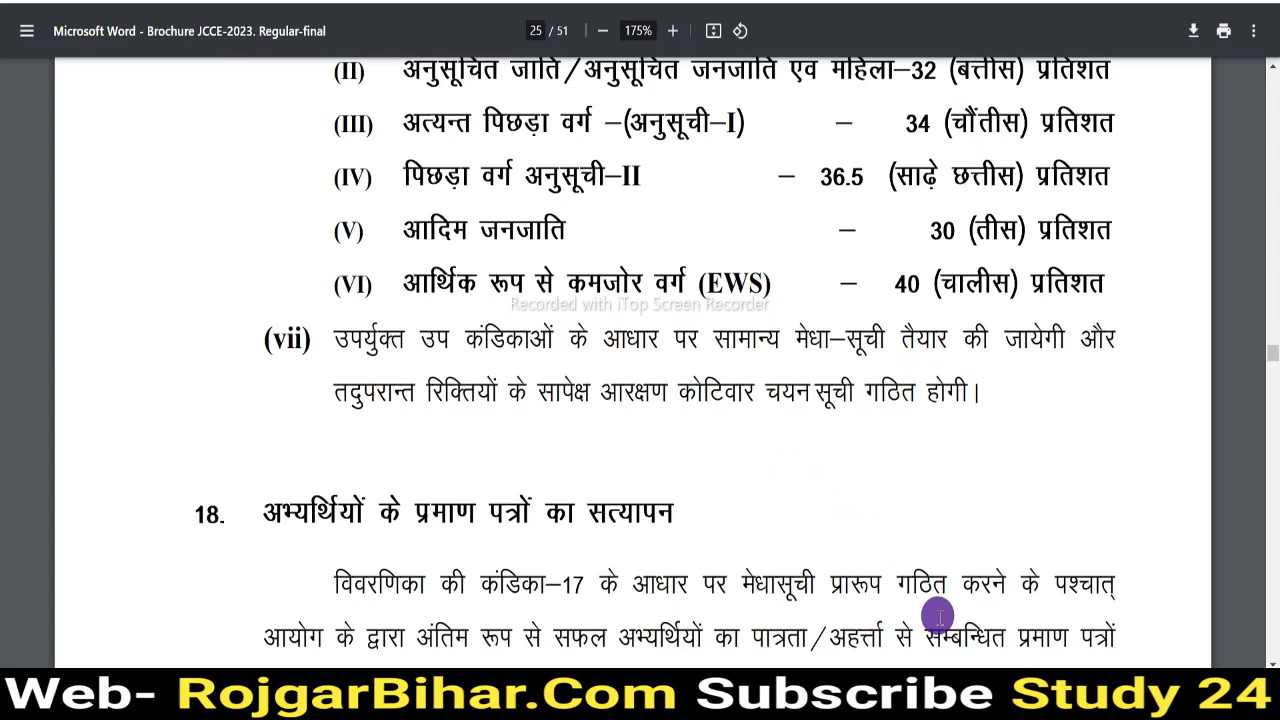 Microsoft Word - Brochure JCCE-2023. Regular-final 25 / 51 175%
(II) अनुसूचित जाति/अनुसूचित जनजाति एवं महिला–32 (बत्तीस) प्रतिशत
(III) अत्यन्त पिछड़ा वर्ग –(अनुसूची–I) – 34 (चौंतीस) प्रतिशत
(IV) पिछड़ा वर्ग अनुसूची–II – 36.5 (साढ़े छत्तीस) प्रतिशत
(V) आदिम जनजाति – 30 (तीस) प्रतिशत
(VI) आर्थिक रूप से कमजोर वर्ग (EWS) – 40 (चालीस) प्रतिशत
Recorded with iTop Screen Recorder
(vii) उपर्युक्त उप कंडिकाओं के आधार पर सामान्य मेधा–सूची तैयार की जायेगी और
तदुपरान्त रिक्तियों के सापेक्ष आरक्षण कोटिवार चयन सूची गठित होगी।
18. अभ्यर्थियों के प्रमाण पत्रों का सत्यापन
विवरणिका की कंडिका–17 के आधार पर मेधासूची प्रारूप गठित करने के पश्चात्
आयोग के द्वारा अंतिम रूप से सफल अभ्यर्थियों का पात्रता/अहर्त्ता से सम्बन्धित प्रमाण पत्रों
Web- RojgarBihar.Com Subscribe Study 24